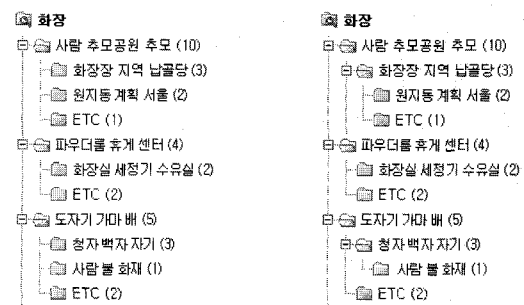 화장
사람 추모공원 추모 (10)
화장장 지역 납골당 (3)
원지동 계획 서울 (2)
ETC (1)
파우더룸 휴게 센터 (4)
화장실 세정기 수유실 (2)
ETC (2)
도자기 가마 배 (5)
청자 백자 자기 (3)
사람 불 화재 (1)
ETC (2)
화장
사람 추모공원 추모 (10)
화장장 지역 납골당 (3)
원지동 계획 서울 (2)
ETC (1)
파우더룸 휴게 센터 (4)
화장실 세정기 수유실 (2)
ETC (2)
도자기 가마 배 (5)
청자 백자 자기 (3)
사람 불 화재 (1)
ETC (2)